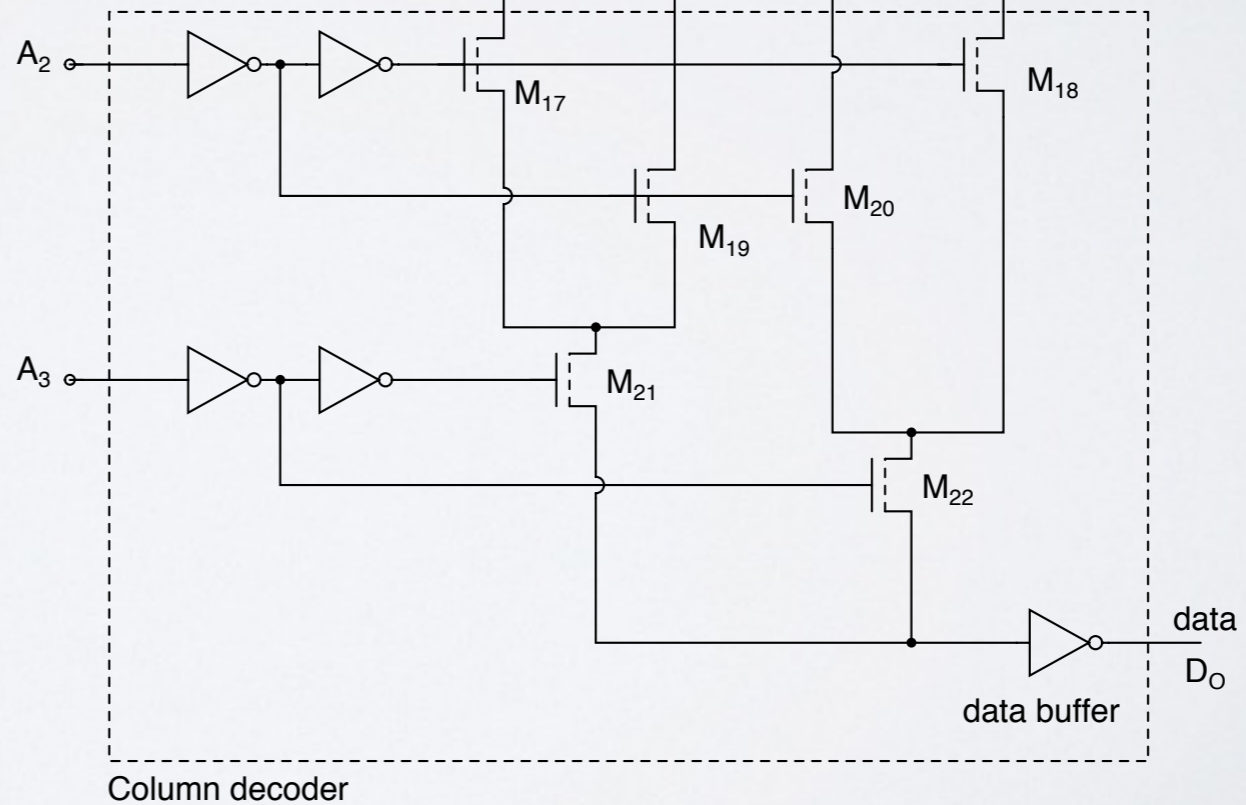 A2
M17
M18
M20
M19
A3
M21
M22
data
DO
data buffer
Column decoder